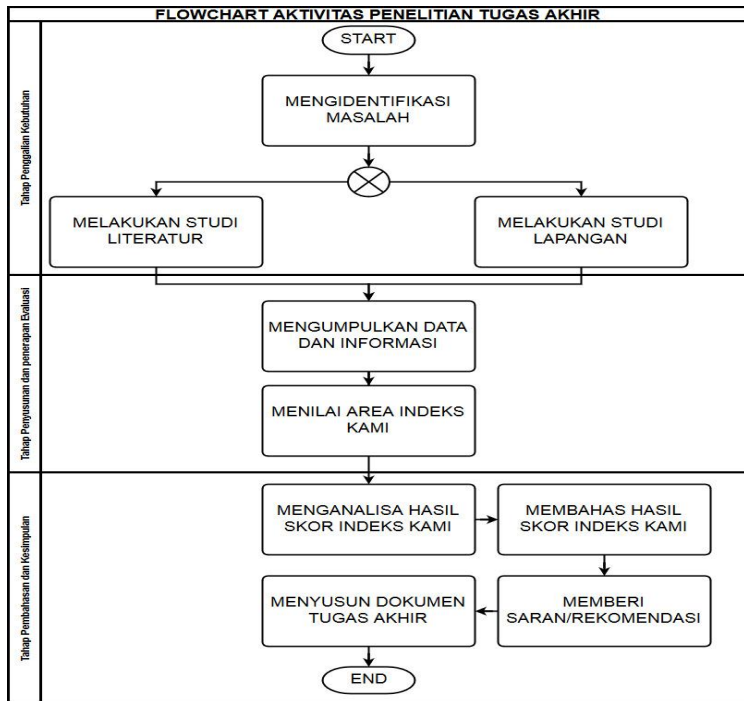 FLOWCHART AKTIVITAS PENELITIAN TUGAS AKHIR
Tahap Penggalian Kebutuhan
START
MENGIDENTIFIKASI
MASALAH
MELAKUKAN STUDI
LITERATUR
MELAKUKAN STUDI
LAPANGAN
Tahap Penyusunan dan penerapan Evaluasi
MENGUMPULKAN DATA
DAN INFORMASI
MENILAI AREA INDEKS
KAMI
Tahap Pembahasan dan Kesimpulan
MENGANALISA HASIL
SKOR INDEKS KAMI
MEMBAHAS HASIL
SKOR INDEKS KAMI
MEMBERI
SARAN/REKOMENDASI
MENYUSUN DOKUMEN
TUGAS AKHIR
END